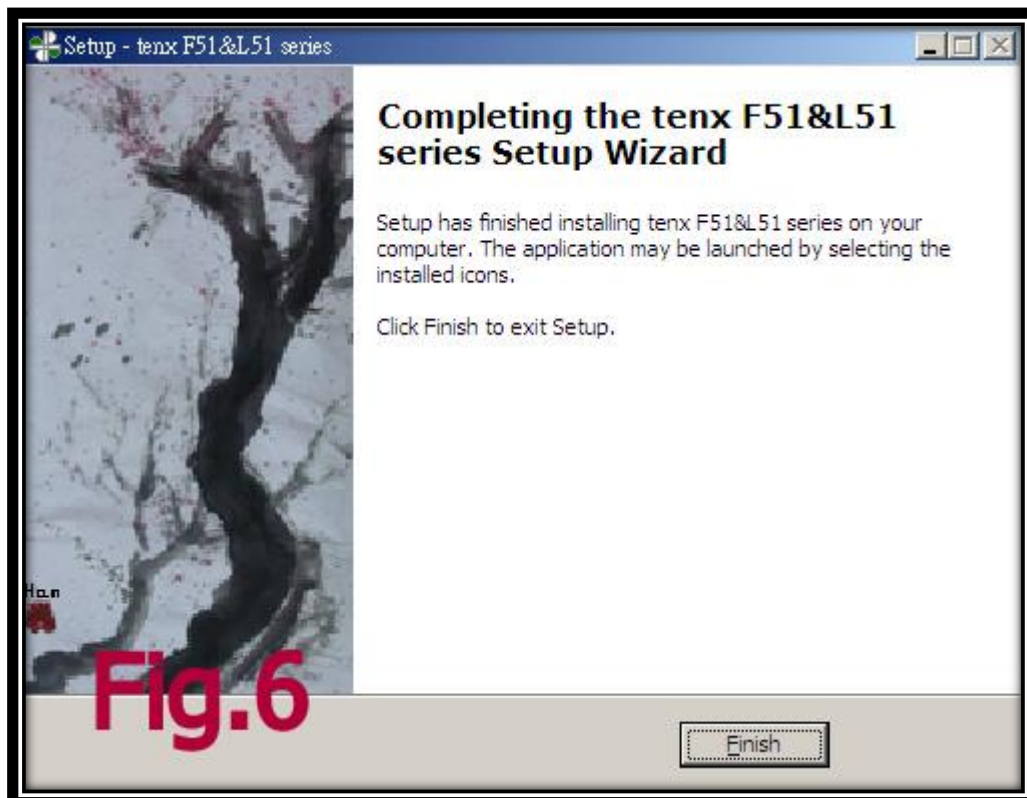 Setup - tenx F51&L51 series
Completing the tenx F51&L51
series Setup Wizard
Setup has finished installing tenx F51&L51 series on your
computer. The application may be launched by selecting the
installed icons.
Click Finish to exit Setup.
Han
Fig.6
Finish